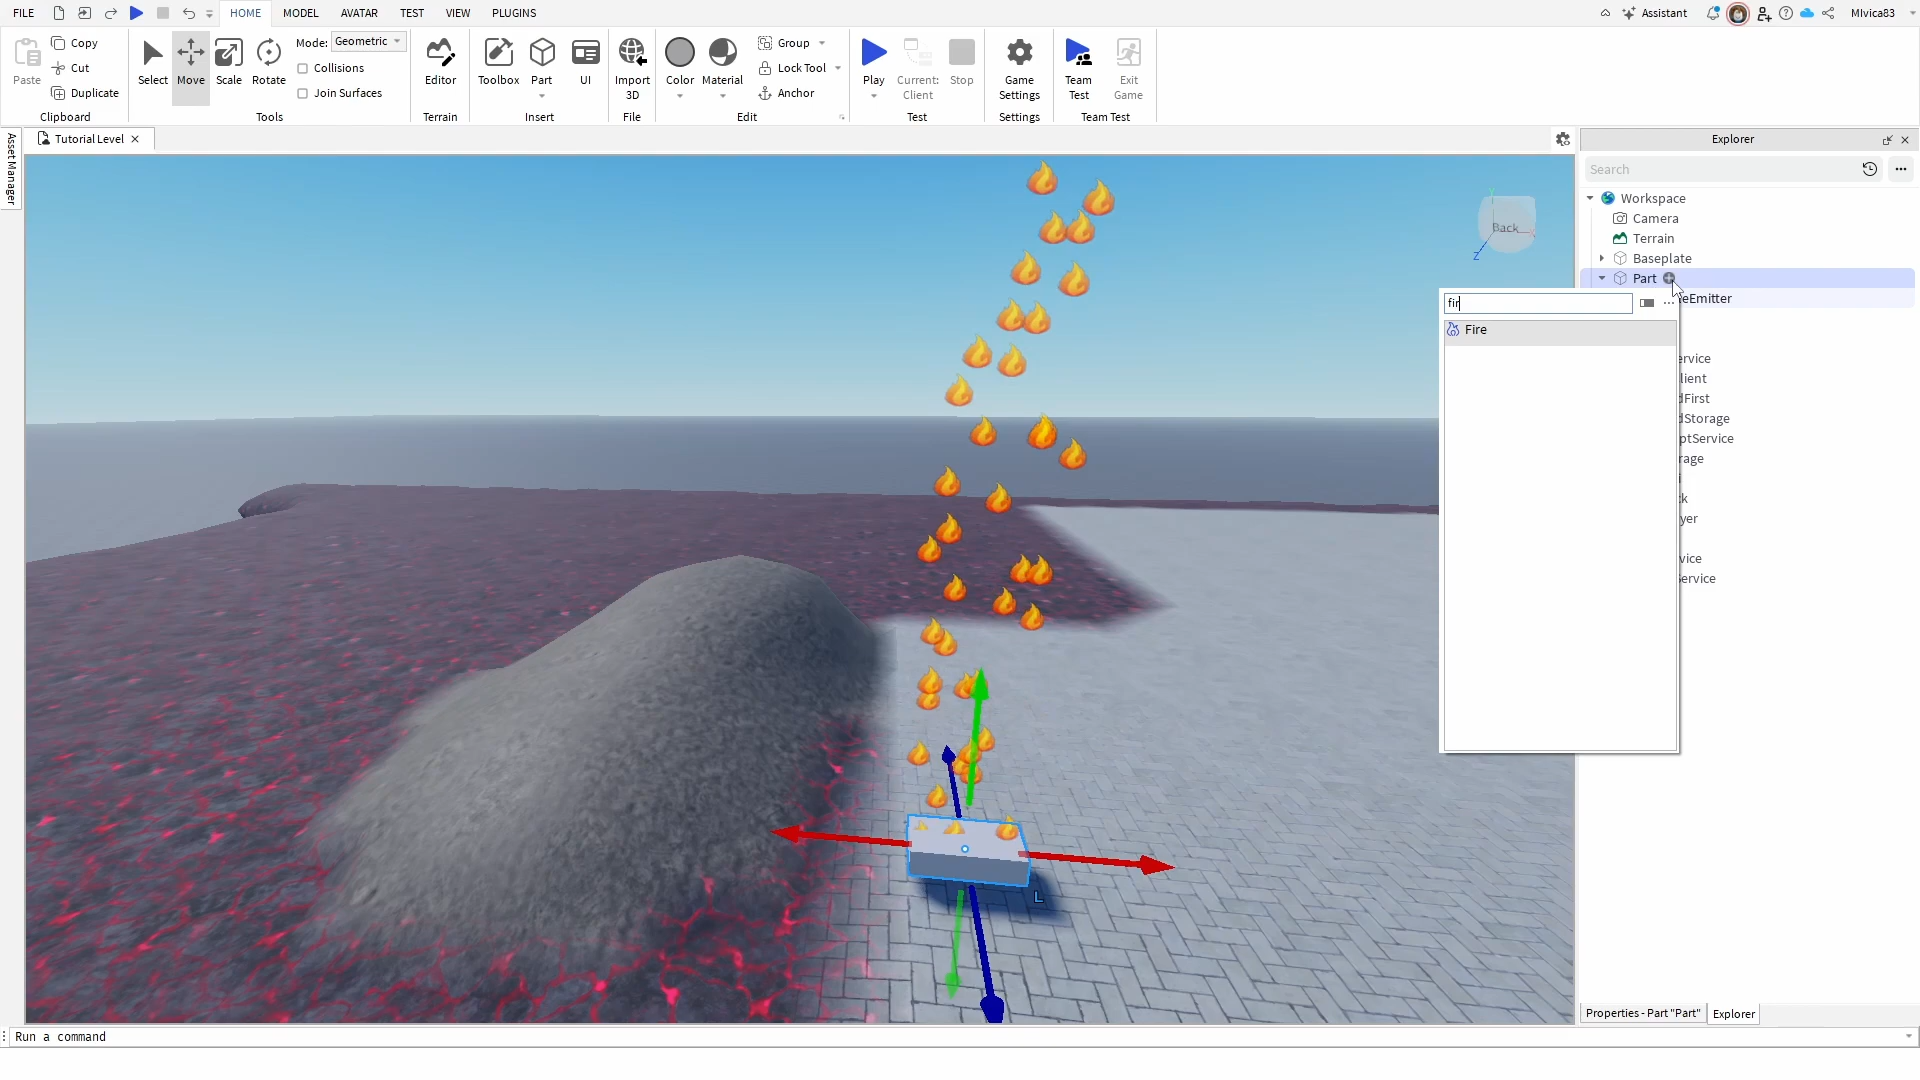 FILE HOME MODEL AVATAR TEST VIEW PLUGINS Assistant MIvica83
Paste Copy Cut Duplicate Clipboard
Select Move Scale Rotate Mode: Geometric Collisions Join Surfaces Tools
Editor Terrain
Toolbox Part UI Insert
Import 3D File
Color Material Group Lock Tool Anchor Edit
Play Current: Client Stop Test
Game Settings Settings
Team Test Exit Game Team Test
Asset Manager
Tutorial Level
Back
Z
L
Explorer
Search
Workspace
Camera
Terrain
Baseplate
Part
fir
eEmitter
Fire
ervice
lient
dFirst
dStorage
ptService
rage
i
ck
yer
vice
Service
Properties - Part "Part" Explorer
Run a command